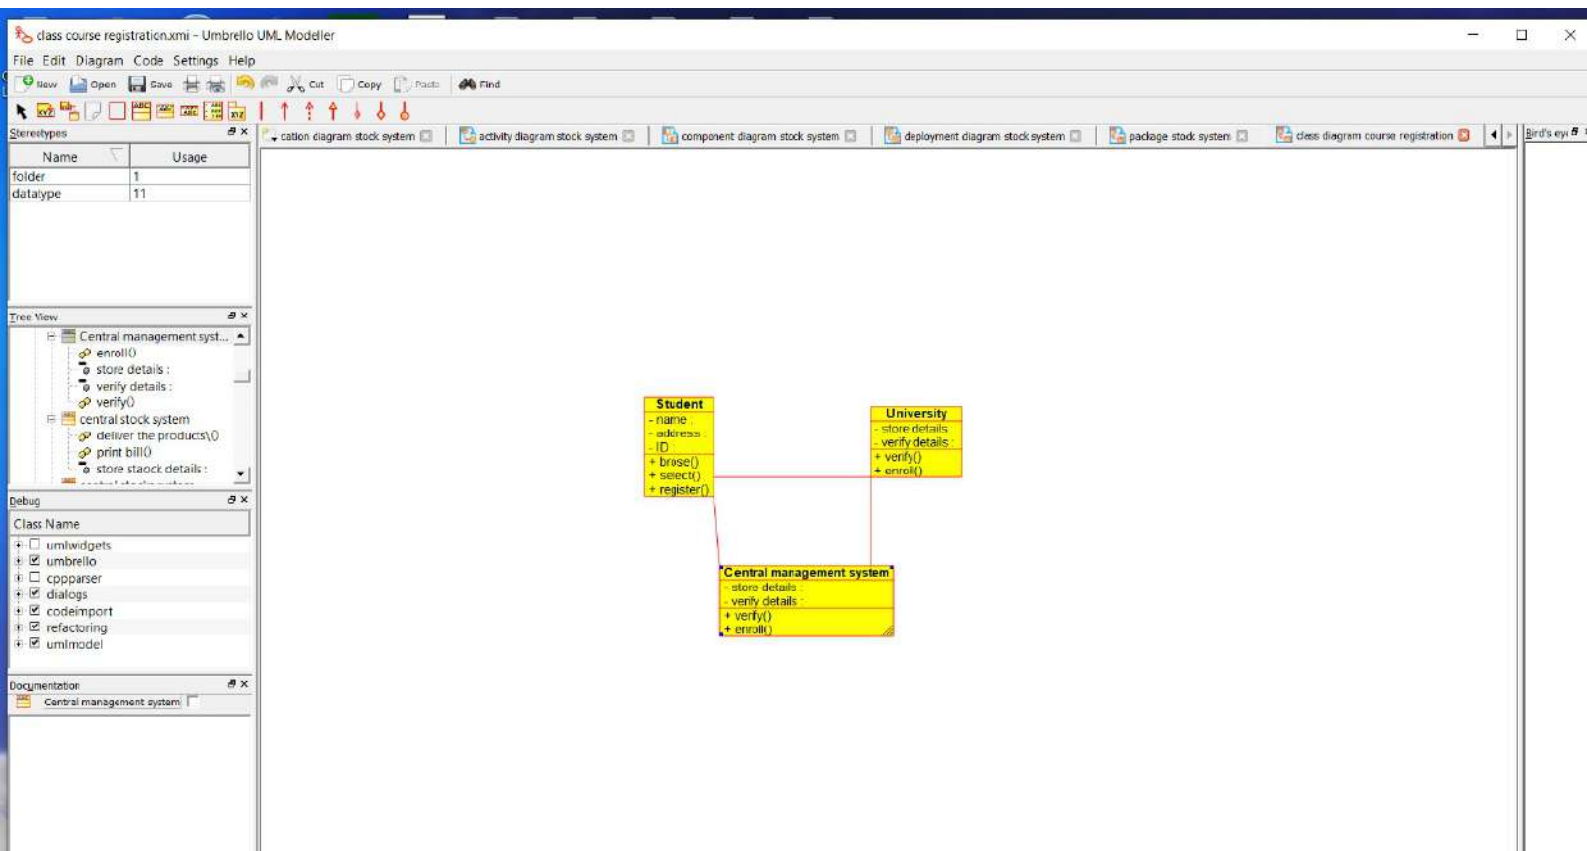 class course registration.xmi - Umbrello UML Modeller
File Edit Diagram Code Settings Help
New Open Save Cut Copy Paste Find
Stereotypes
Name Usage
folder 1
datatype 11
cation diagram stock system
activity diagram stock system
component diagram stock system
deployment diagram stock system
package stock system
class diagram course registration
Bird's eye
Tree View
Central management syst...
enroll()
store details :
verify details :
verify()
central stock system
deliver the products\()
print bill()
store staock details :
Debug
Class Name
umlwidgets
umbrello
cppparser
dialogs
codeimport
refactoring
umlmodel
Documentation
Central management system
Student
- name :
- address :
- ID :
+ brose()
+ select()
+ register()
University
- store details
- verify details :
+ verify()
+ enroll()
Central management system
- store details :
- verify details :
+ verify()
+ enroll()